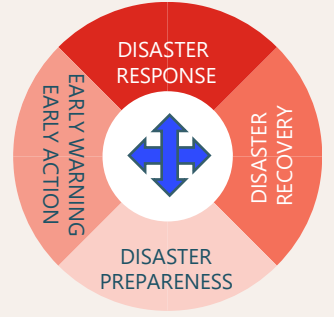 DISASTER
RESPONSE
EARLY WARNING
EARLY ACTION
DISASTER
RECOVERY
DISASTER
PREPARENESS